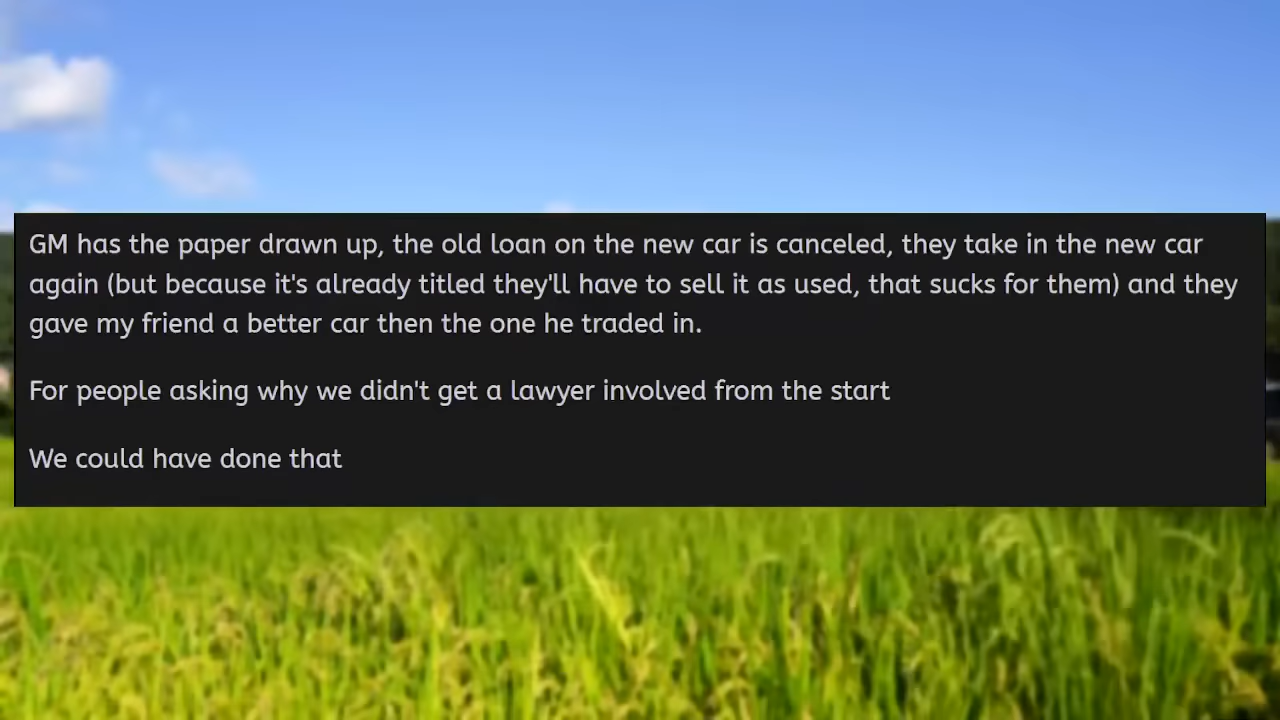 GM has the paper drawn up, the old loan on the new car is canceled, they take in the new car
again (but because it's already titled they'll have to sell it as used, that sucks for them) and they
gave my friend a better car then the one he traded in.
For people asking why we didn't get a lawyer involved from the start
We could have done that